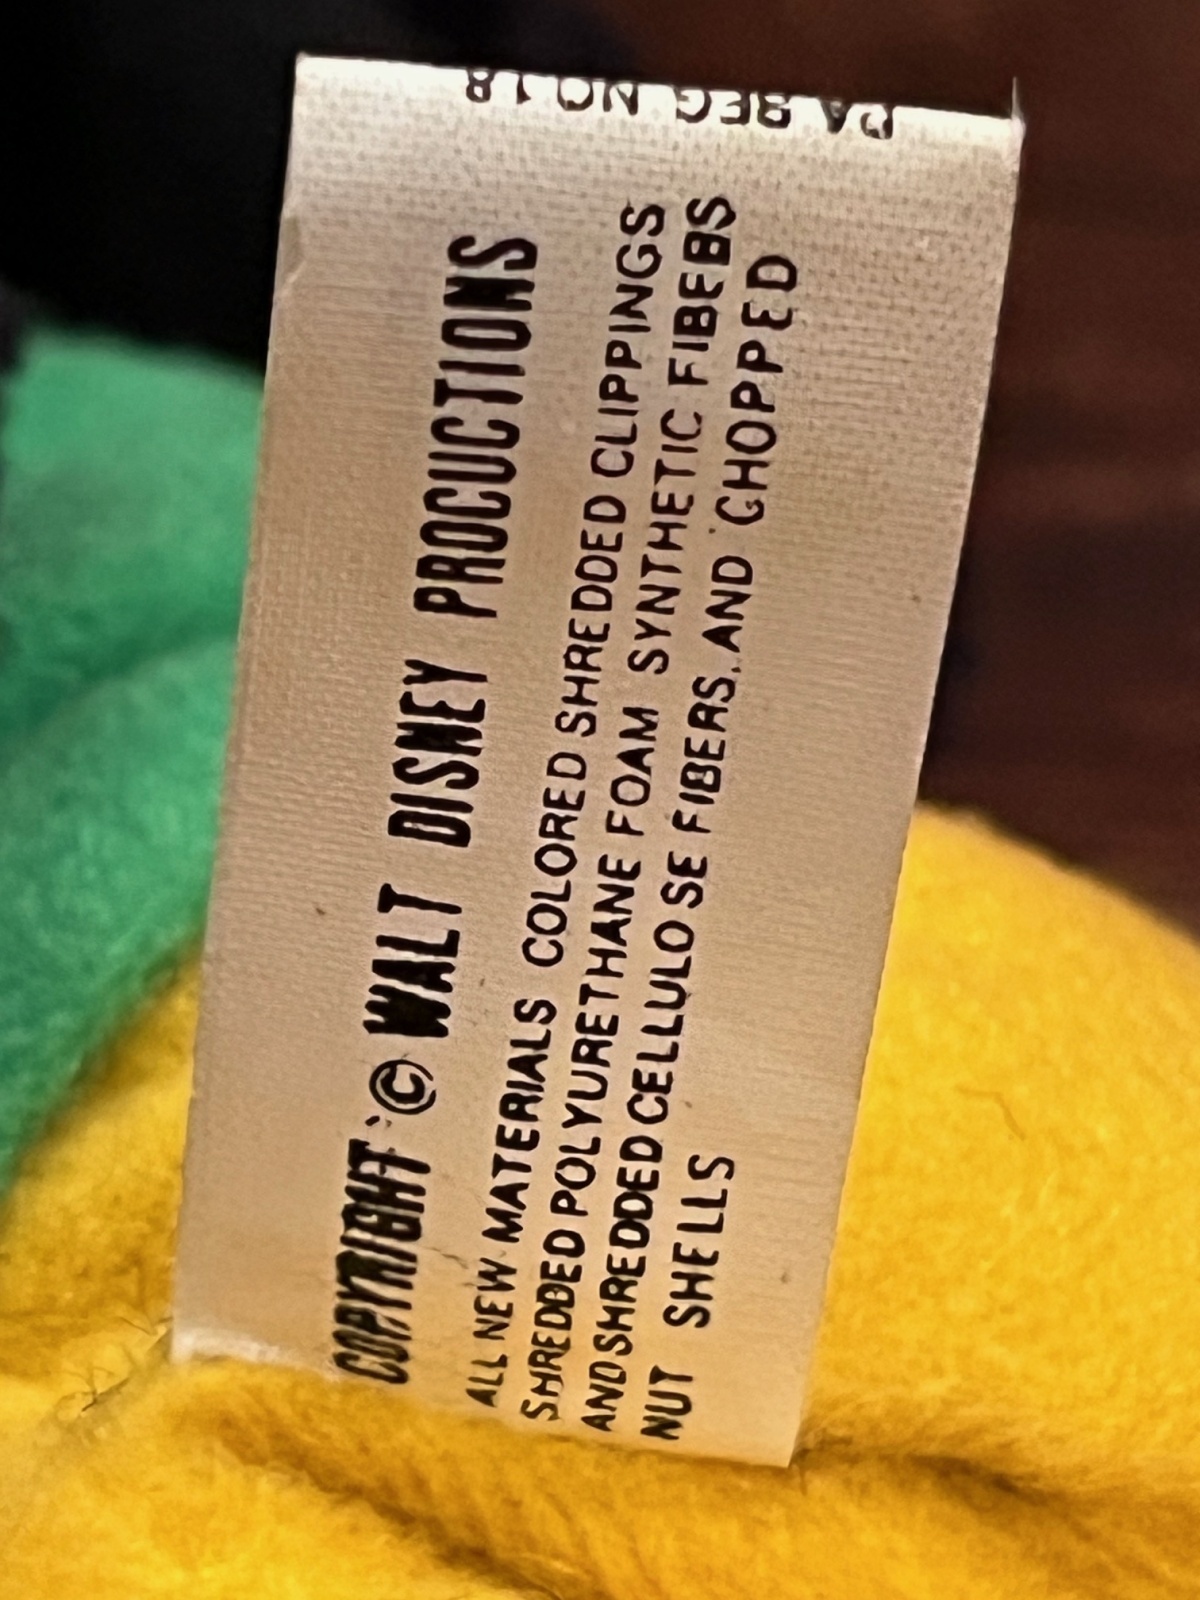 COPYRIGHT © WALT DISNEY PROCUCTIONS
ALL NEW MATERIALS COLORED SHREDDED CLIPPINGS
SHREDDED POLYURETHANE FOAM SYNTHETIC FIBEBS
AND SHREDDED CELLULOSE FIBERS, AND CHOPPED
NUT SHELLS
PA REG NO 18